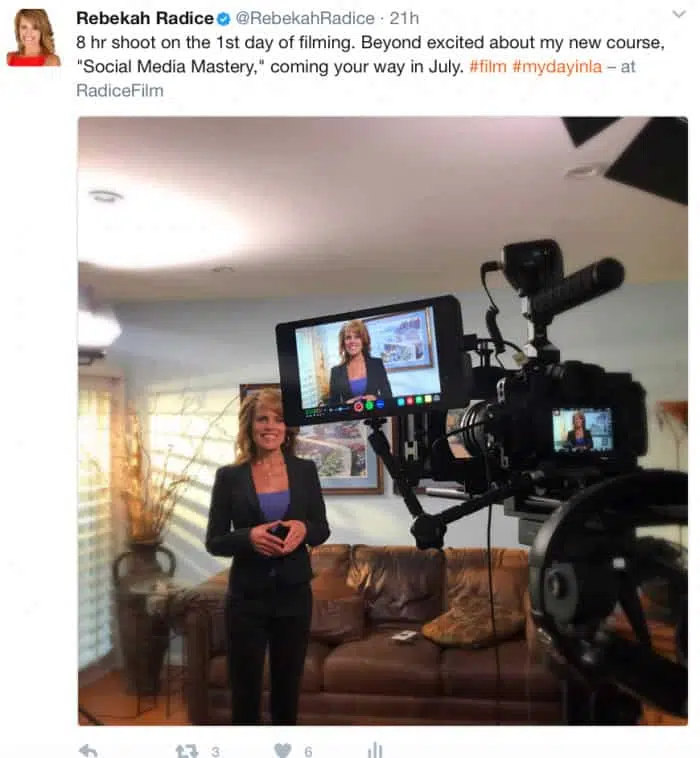 Rebekah Radice @RebekahRadice · 21h
8 hr shoot on the 1st day of filming. Beyond excited about my new course,
"Social Media Mastery," coming your way in July. #film #mydayinla – at
RadiceFilm
3 6